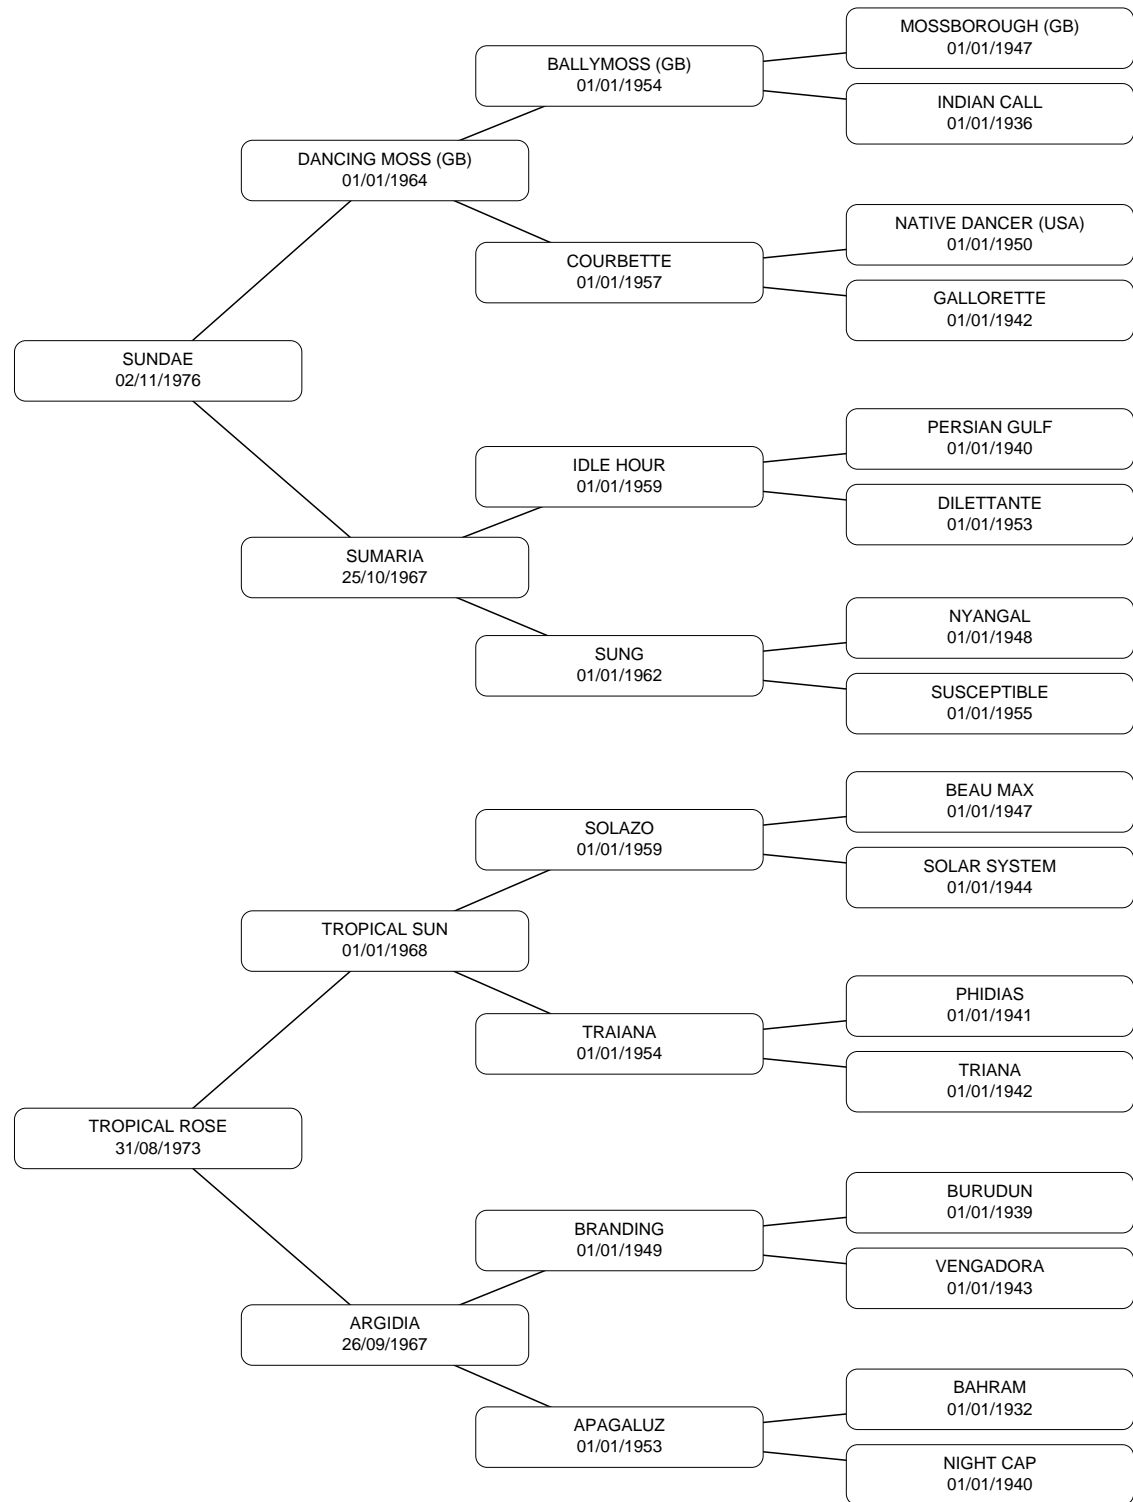 MOSSBOROUGH (GB)
01/01/1947
BALLYMOSS (GB)
01/01/1954
INDIAN CALL
01/01/1936
DANCING MOSS (GB)
01/01/1964
NATIVE DANCER (USA)
01/01/1950
COURBETTE
01/01/1957
GALLORETTE
01/01/1942
SUNDAE
02/11/1976
PERSIAN GULF
01/01/1940
IDLE HOUR
01/01/1959
DILETTANTE
01/01/1953
SUMARIA
25/10/1967
NYANGAL
01/01/1948
SUNG
01/01/1962
SUSCEPTIBLE
01/01/1955
BEAU MAX
01/01/1947
SOLAZO
01/01/1959
SOLAR SYSTEM
01/01/1944
TROPICAL SUN
01/01/1968
PHIDIAS
01/01/1941
TRAIANA
01/01/1954
TRIANA
01/01/1942
TROPICAL ROSE
31/08/1973
BURUDUN
01/01/1939
BRANDING
01/01/1949
VENGADORA
01/01/1943
ARGIDIA
26/09/1967
BAHRAM
01/01/1932
APAGALUZ
01/01/1953
NIGHT CAP
01/01/1940